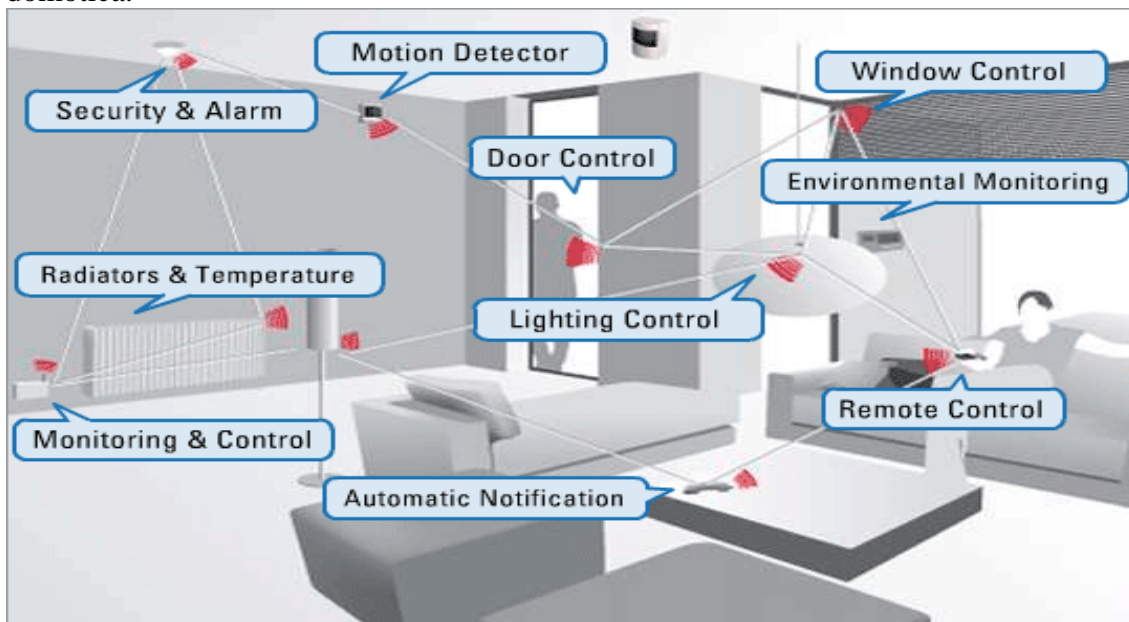 domótica.
Motion Detector
Window Control
Security & Alarm
Door Control
Environmental Monitoring
Radiators & Temperature
Lighting Control
Remote Control
Monitoring & Control
Automatic Notification